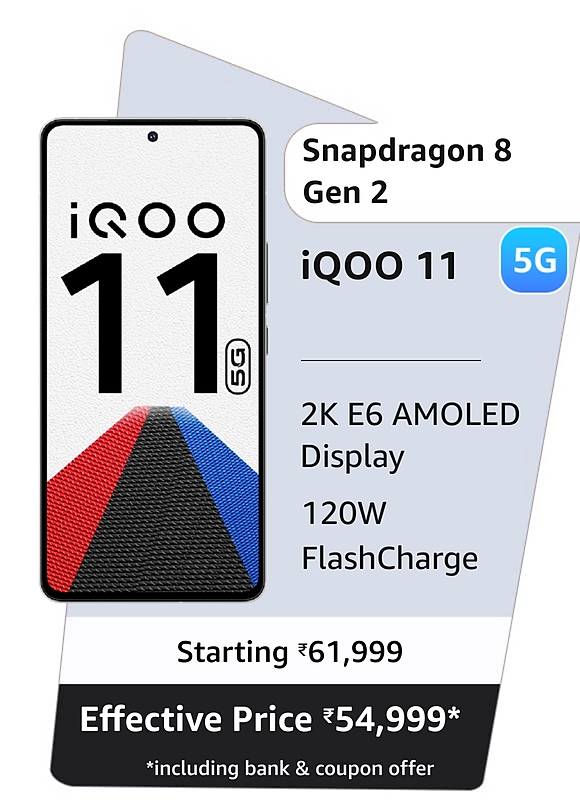 Snapdragon 8
Gen 2
iQOO
11
5G
iQOO 11
5G
2K E6 AMOLED
Display
120W
FlashCharge
Starting ₹61,999
Effective Price ₹54,999*
*including bank & coupon offer